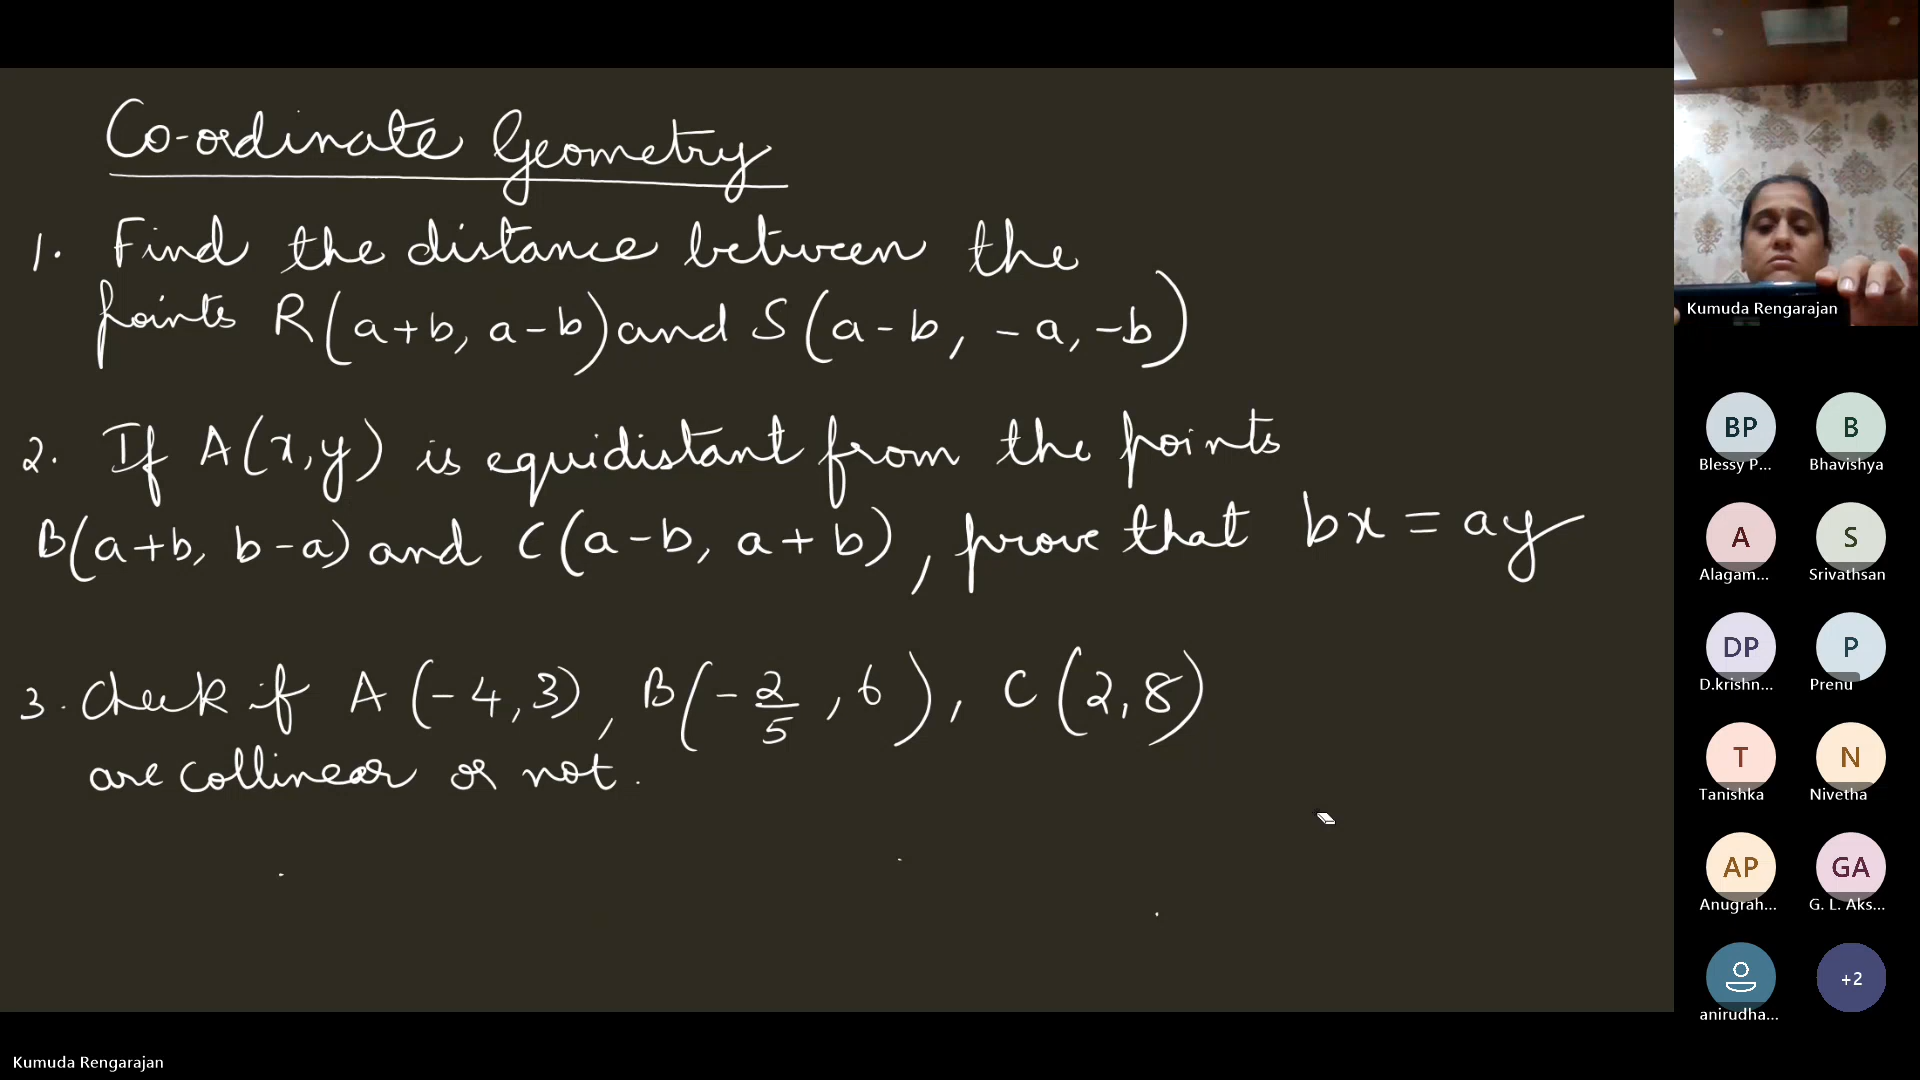 Co-ordinate Geometry
1. Find the distance between the
points R(a+b, a-b) and S(a-b, -a, -b)
2. If A(x,y) is equidistant from the points
B(a+b, b-a) and C(a-b, a+b), prove that bx = ay
3. Check if A(-4,3), B(-2/5, 6), C(2,8)
are collinear or not.
Kumuda Rengarajan
BP
B
Blessy P...
Bhavishya
A
S
Alagam...
Srivathsan
DP
P
D.krishn...
Prenu
T
N
Tanishka
Nivetha
AP
GA
Anugrah...
G. L. Aks...
+2
anirudha...
Kumuda Rengarajan